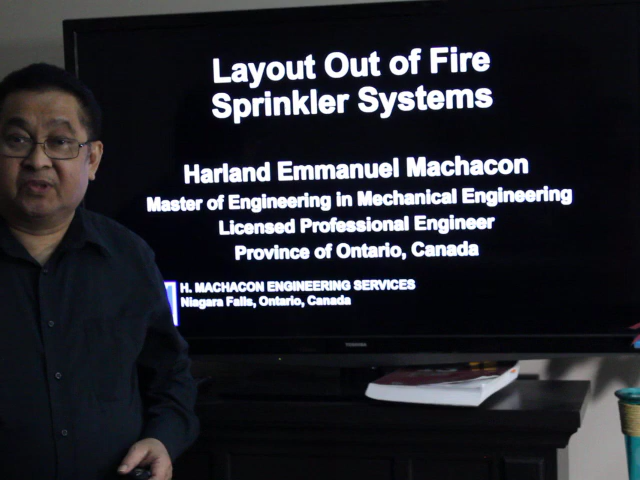 Layout Out of Fire
Sprinkler Systems
Harland Emmanuel Machacon
Master of Engineering in Mechanical Engineering
Licensed Professional Engineer
Province of Ontario, Canada
H. MACHACON ENGINEERING SERVICES
Niagara Falls, Ontario, Canada
TOSHIBA